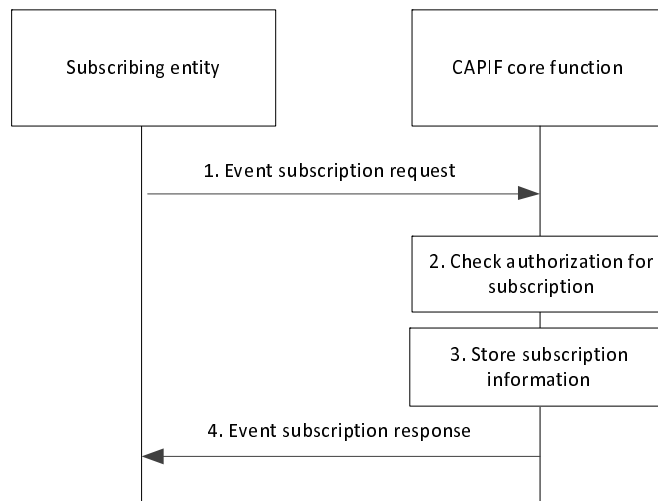 Subscribing entity
CAPIF core function
1. Event subscription request
2. Check authorization for
subscription
3. Store subscription
information
4. Event subscription response